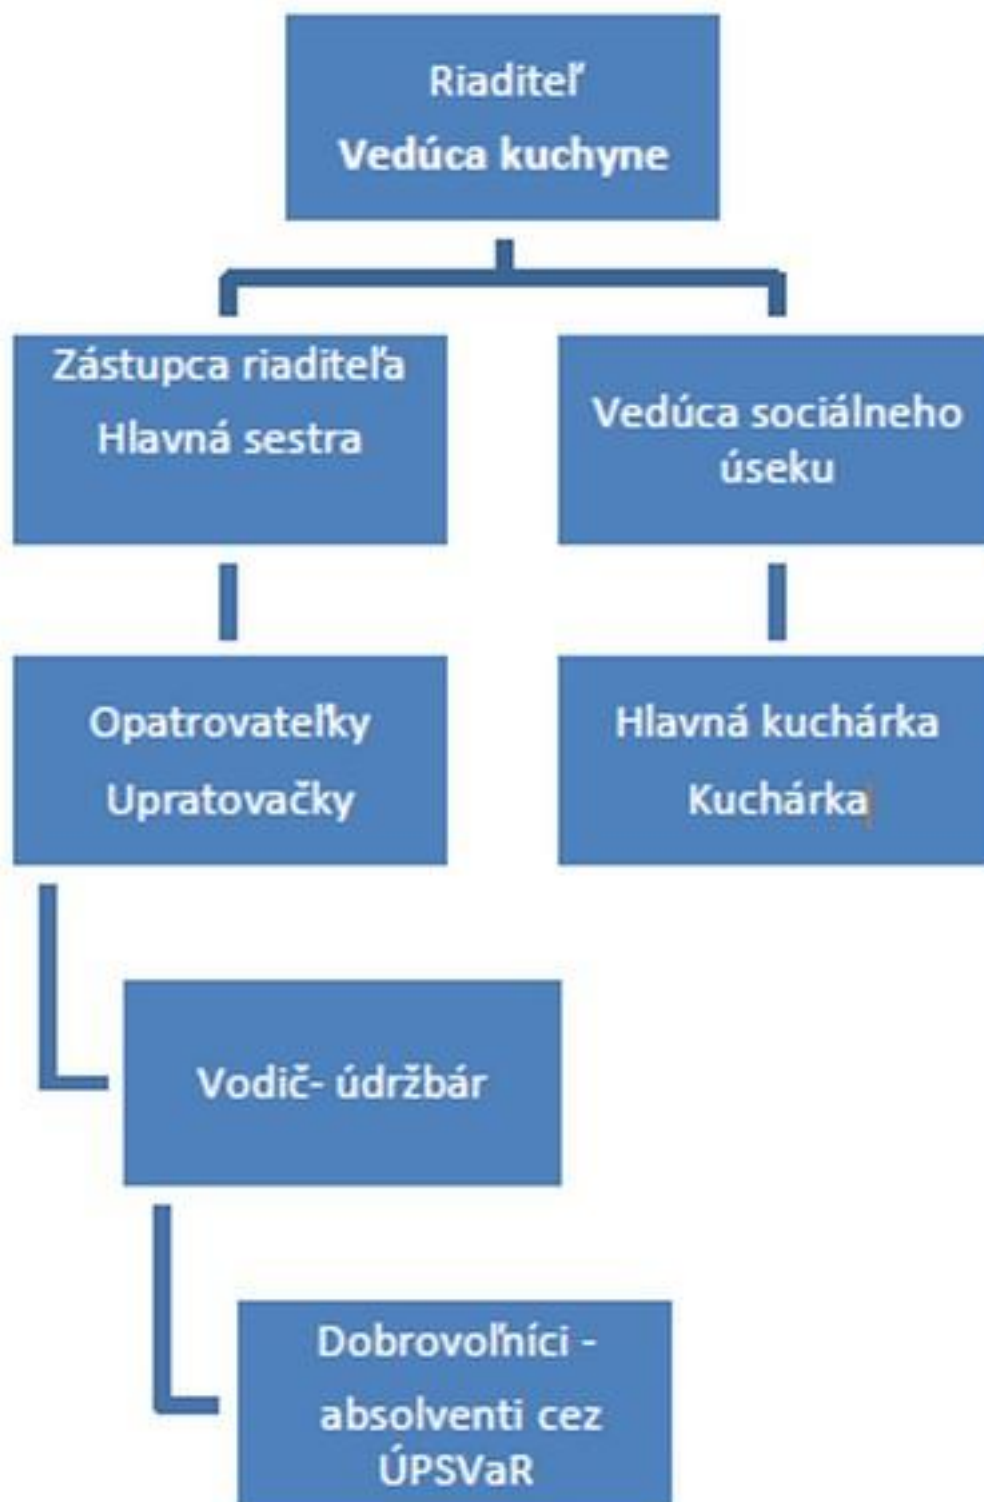 Riaditeľ
Vedúca kuchyne
Zástupca riaditeľa
Hlavná sestra
Vedúca sociálneho
úseku
Opatrovateľky
Upratovačky
Hlavná kuchárka
Kuchárka
Vodič- údržbár
Dobrovoľníci -
absolventi cez
ÚPSVaR